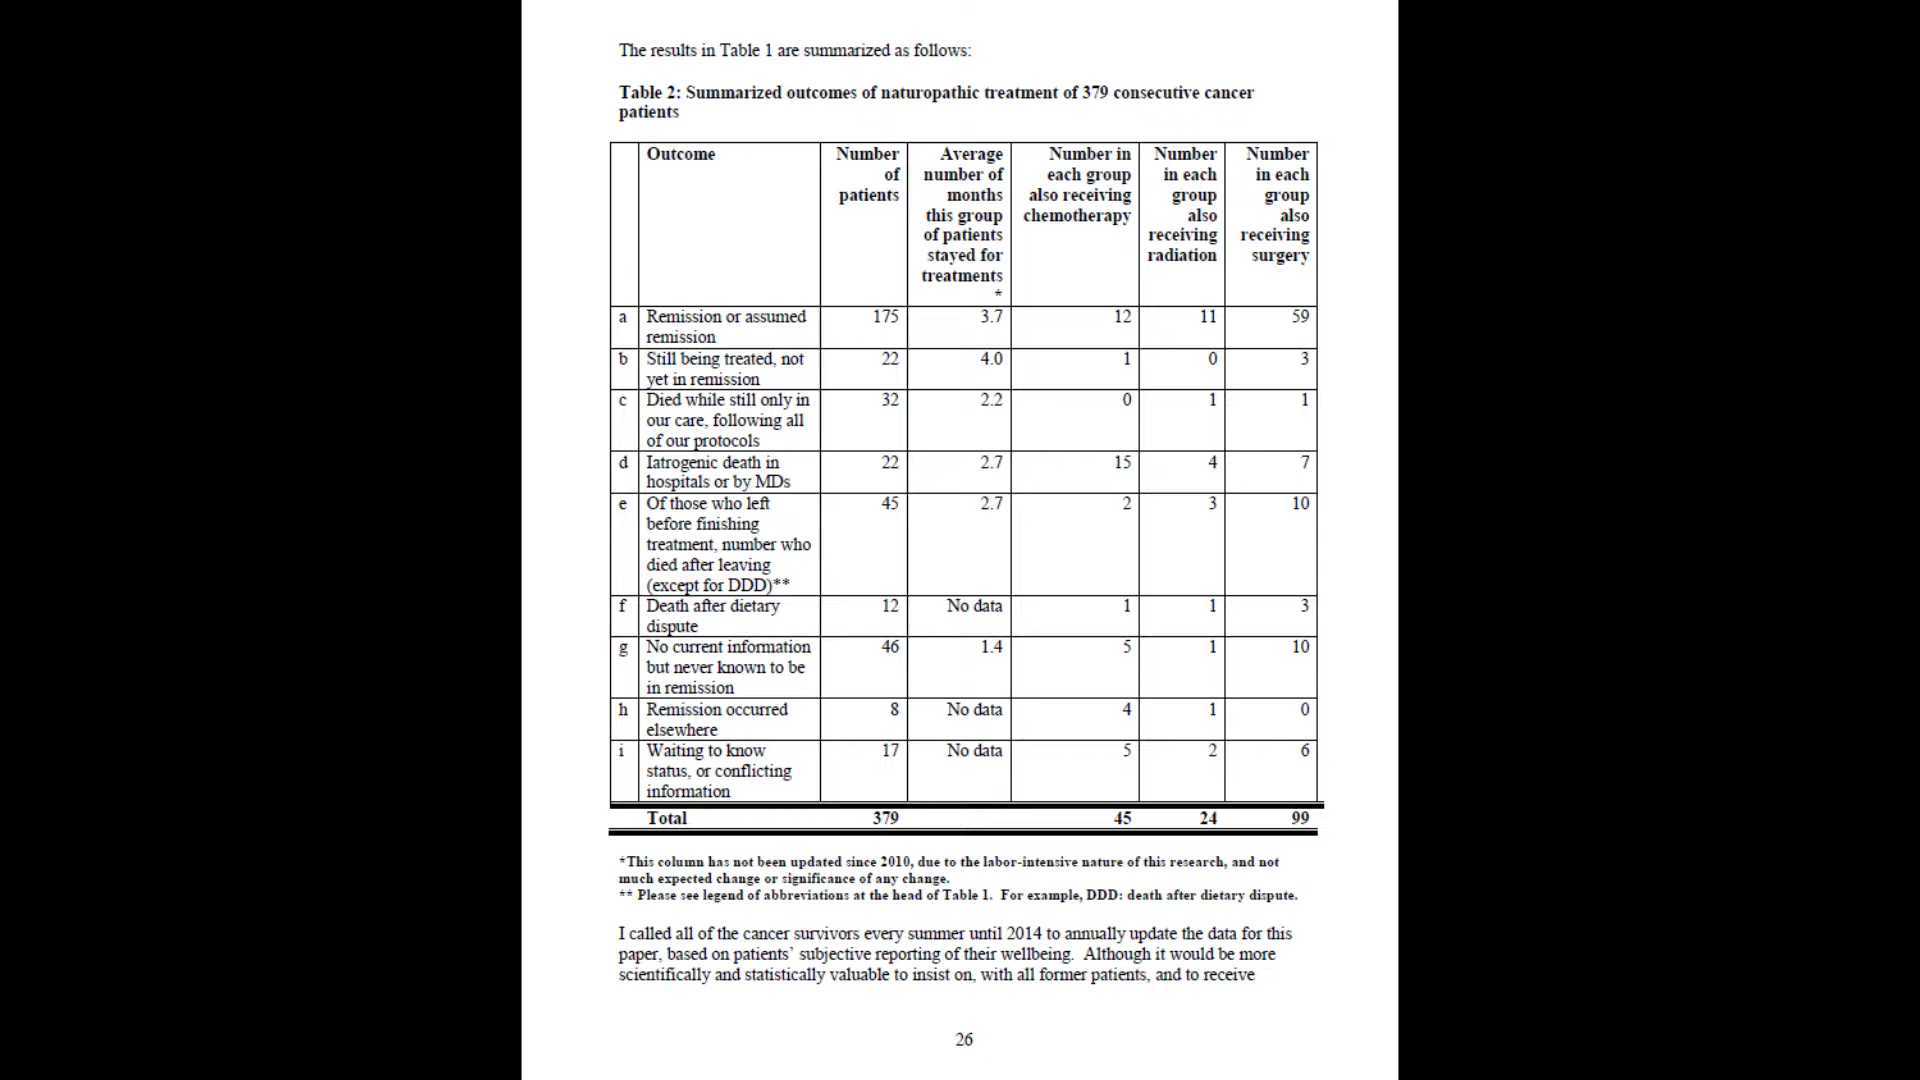 The results in Table 1 are summarized as follows:
Table 2: Summarized outcomes of naturopathic treatment of 379 consecutive cancer
patients
Outcome
Number
of
patients
Average
number of
months
this group
of patients
stayed for
treatments
*
Number in
each group
also receiving
chemotherapy
Number
in each
group
also
receiving
radiation
Number
in each
group
also
receiving
surgery
a Remission or assumed 175 3.7 12 11 59
remission
b Still being treated, not 22 4.0 1 0 3
yet in remission
c Died while still only in 32 2.2 0 1 1
our care, following all
of our protocols
d Iatrogenic death in 22 2.7 15 4 7
hospitals or by MDs
e Of those who left 45 2.7 2 3 10
before finishing
treatment, number who
died after leaving
(except for DDD)**
f Death after dietary 12 No data 1 1 3
dispute
g No current information 46 1.4 5 1 10
but never known to be
in remission
h Remission occurred 8 No data 4 1 0
elsewhere
i Waiting to know 17 No data 5 2 6
status, or conflicting
information
Total 379 45 24 99
*This column has not been updated since 2010, due to the labor-intensive nature of this research, and not
much expected change or significance of any change.
** Please see legend of abbreviations at the head of Table 1. For example, DDD: death after dietary dispute.
I called all of the cancer survivors every summer until 2014 to annually update the data for this
paper, based on patients' subjective reporting of their wellbeing. Although it would be more
scientifically and statistically valuable to insist on, with all former patients, and to receive
26